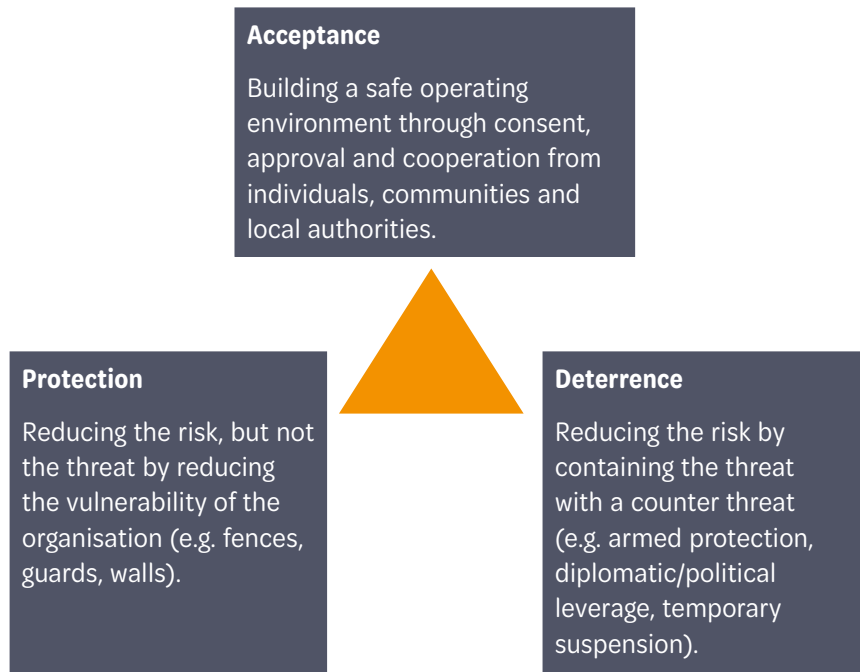 Acceptance
Building a safe operating
environment through consent,
approval and cooperation from
individuals, communities and
local authorities.
Protection
Reducing the risk, but not
the threat by reducing
the vulnerability of the
organisation (e.g. fences,
guards, walls).
Deterrence
Reducing the risk by
containing the threat
with a counter threat
(e.g. armed protection,
diplomatic/political
leverage, temporary
suspension).